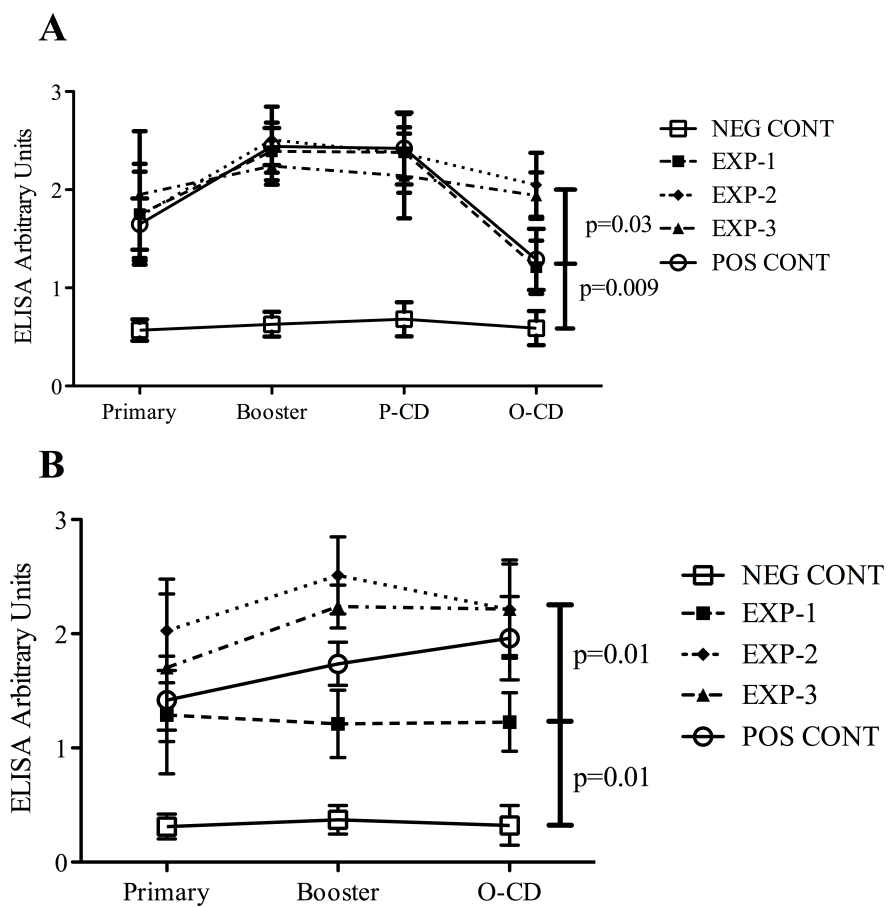 A
3
2
1
0
ELISA Arbitrary Units
Primary
Booster
P-CD
O-CD
NEG CONT
EXP-1
EXP-2
EXP-3
POS CONT
p=0.03
p=0.009
B
3
2
1
0
ELISA Arbitrary Units
Primary
Booster
O-CD
NEG CONT
EXP-1
EXP-2
EXP-3
POS CONT
p=0.01
p=0.01